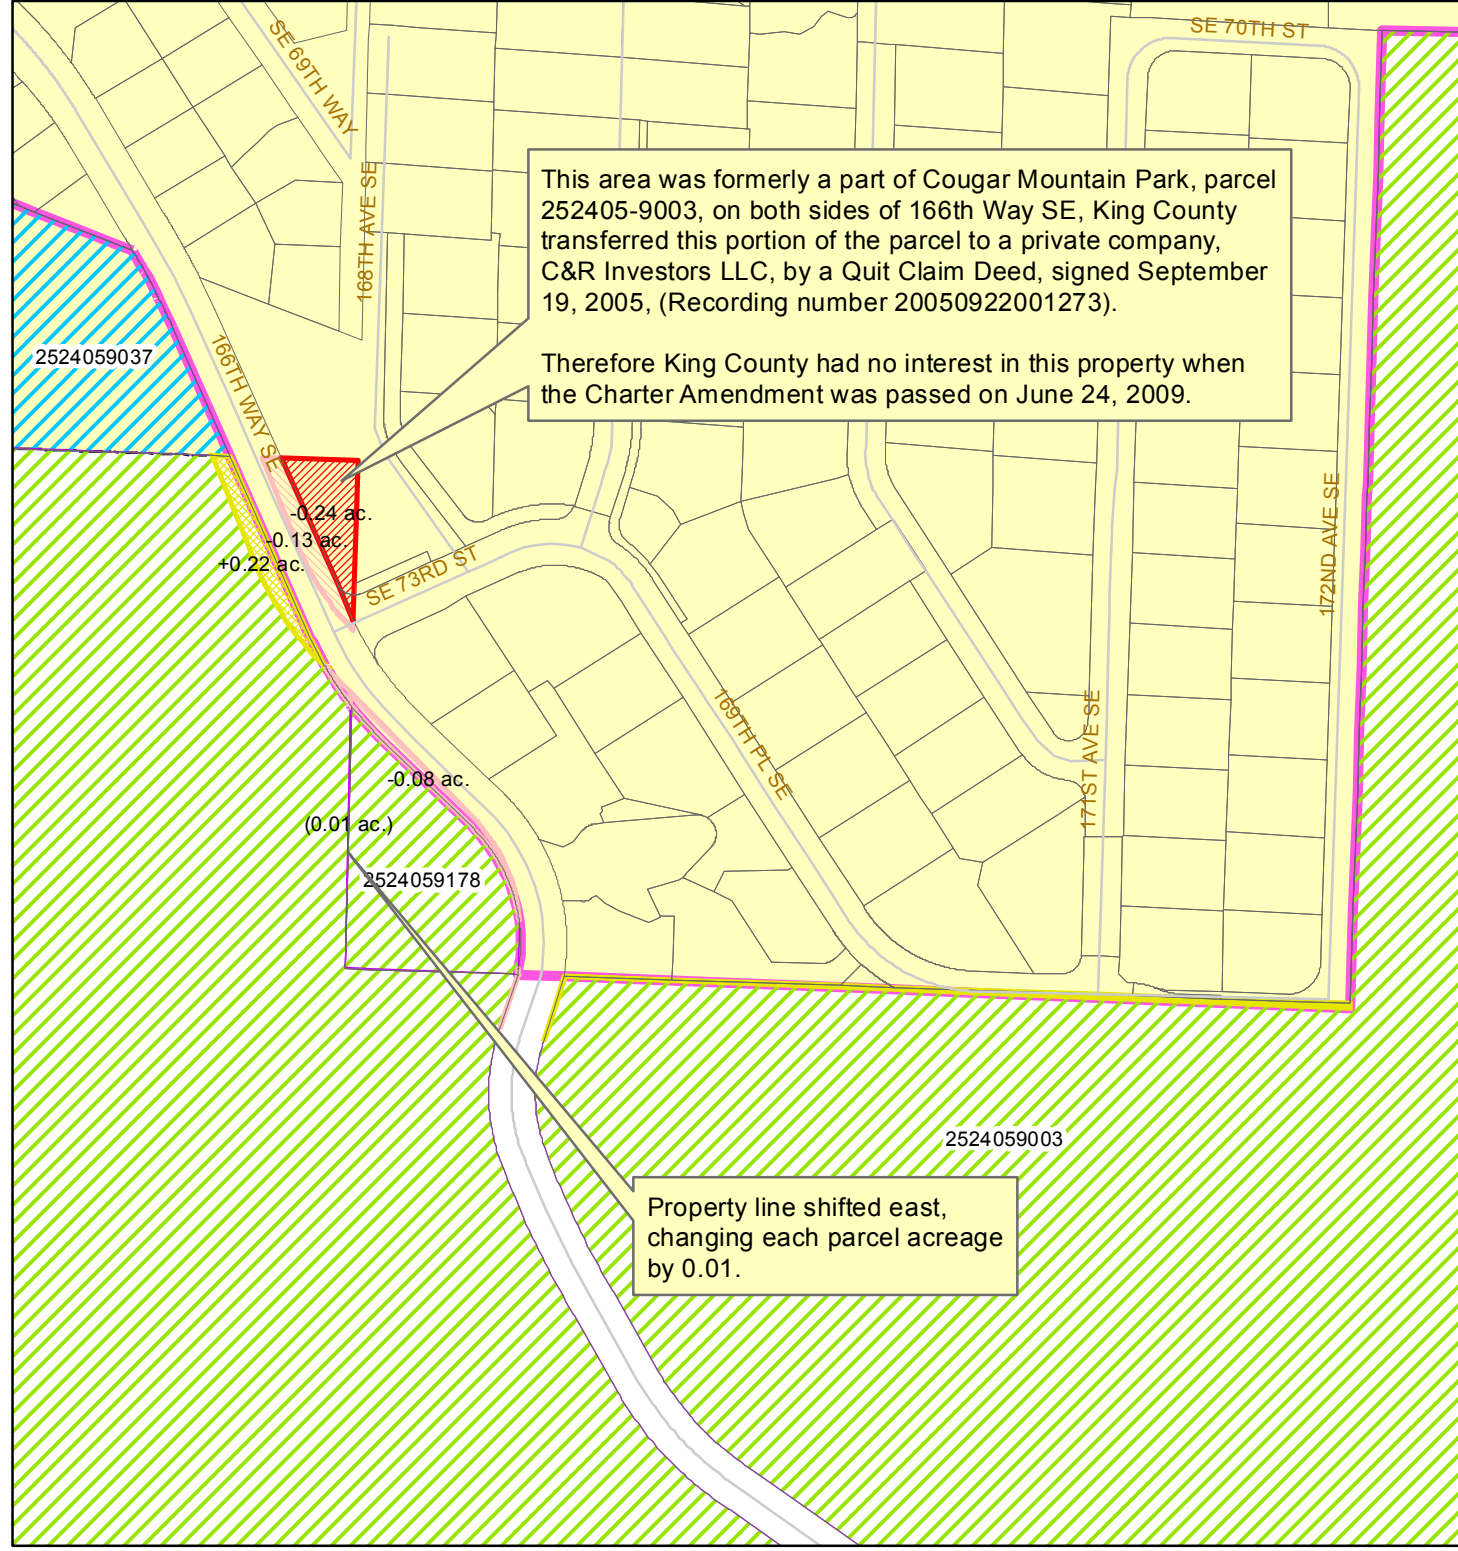 SE 70TH ST
SE 69TH WAY
168TH AVE SE
This area was formerly a part of Cougar Mountain Park, parcel
252405-9003, on both sides of 166th Way SE, King County
transferred this portion of the parcel to a private company,
C&R Investors LLC, by a Quit Claim Deed, signed September
19, 2005, (Recording number 20050922001273).
Therefore King County had no interest in this property when
the Charter Amendment was passed on June 24, 2009.
2524059037
166TH WAY SE
-0.24 ac.
-0.13 ac.
+0.22 ac.
SE 73RD ST
172ND AVE SE
169TH PL SE
171ST AVE SE
-0.08 ac.
(0.01 ac.)
2524059178
2524059003
Property line shifted east,
changing each parcel acreage
by 0.01.